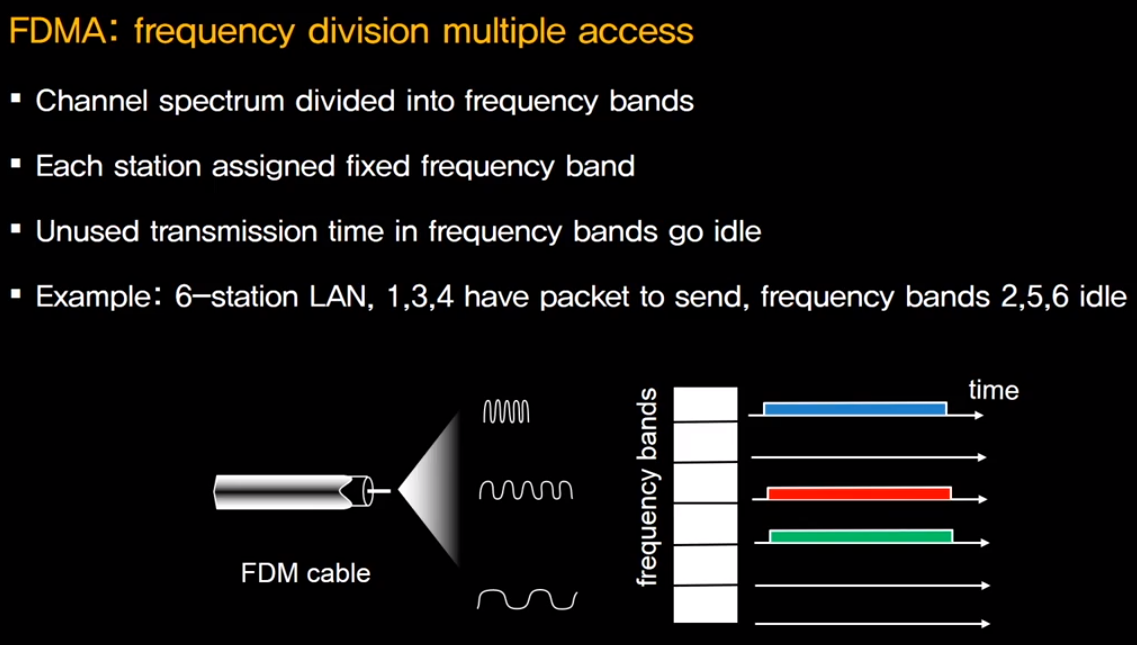 FDMA: frequency division multiple access
▪ Channel spectrum divided into frequency bands
▪ Each station assigned fixed frequency band
▪ Unused transmission time in frequency bands go idle
▪ Example: 6-station LAN, 1,3,4 have packet to send, frequency bands 2,5,6 idle
FDM cable
frequency bands
time